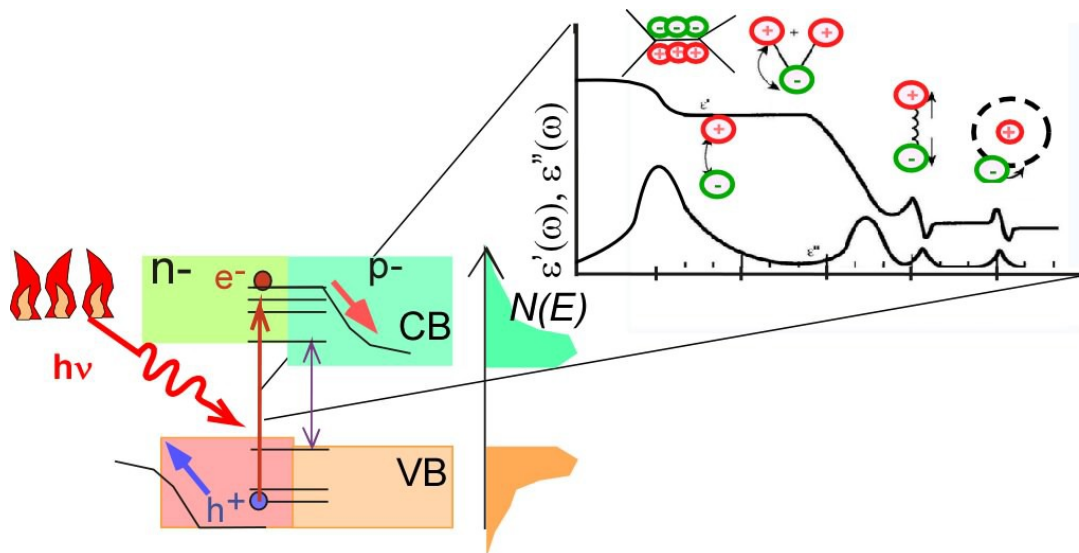 ε'
ε'(ω), ε''(ω)
ε''
n-
e-
p-
CB
N(E)
hν
VB
h+